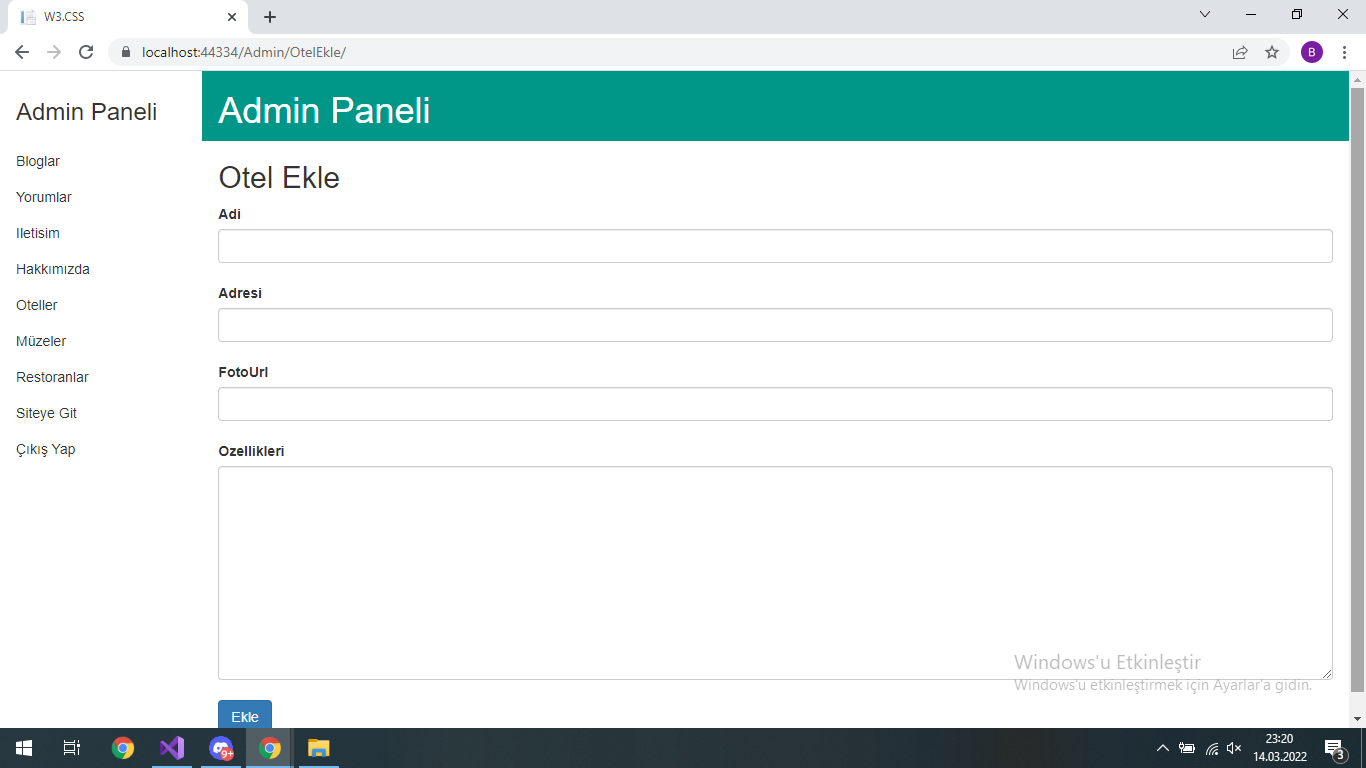 W3.CSS
localhost:44334/Admin/OtelEkle/
B
Admin Paneli
Bloglar
Yorumlar
Iletisim
Hakkımızda
Oteller
Müzeler
Restoranlar
Siteye Git
Çıkış Yap
Admin Paneli
Otel Ekle
Adi
Adresi
FotoUrl
Ozellikleri
Ekle
Windows'u Etkinleştir
Windows'u etkinleştirmek için Ayarlar'a gidin.
9+
23:20
14.03.2022
3